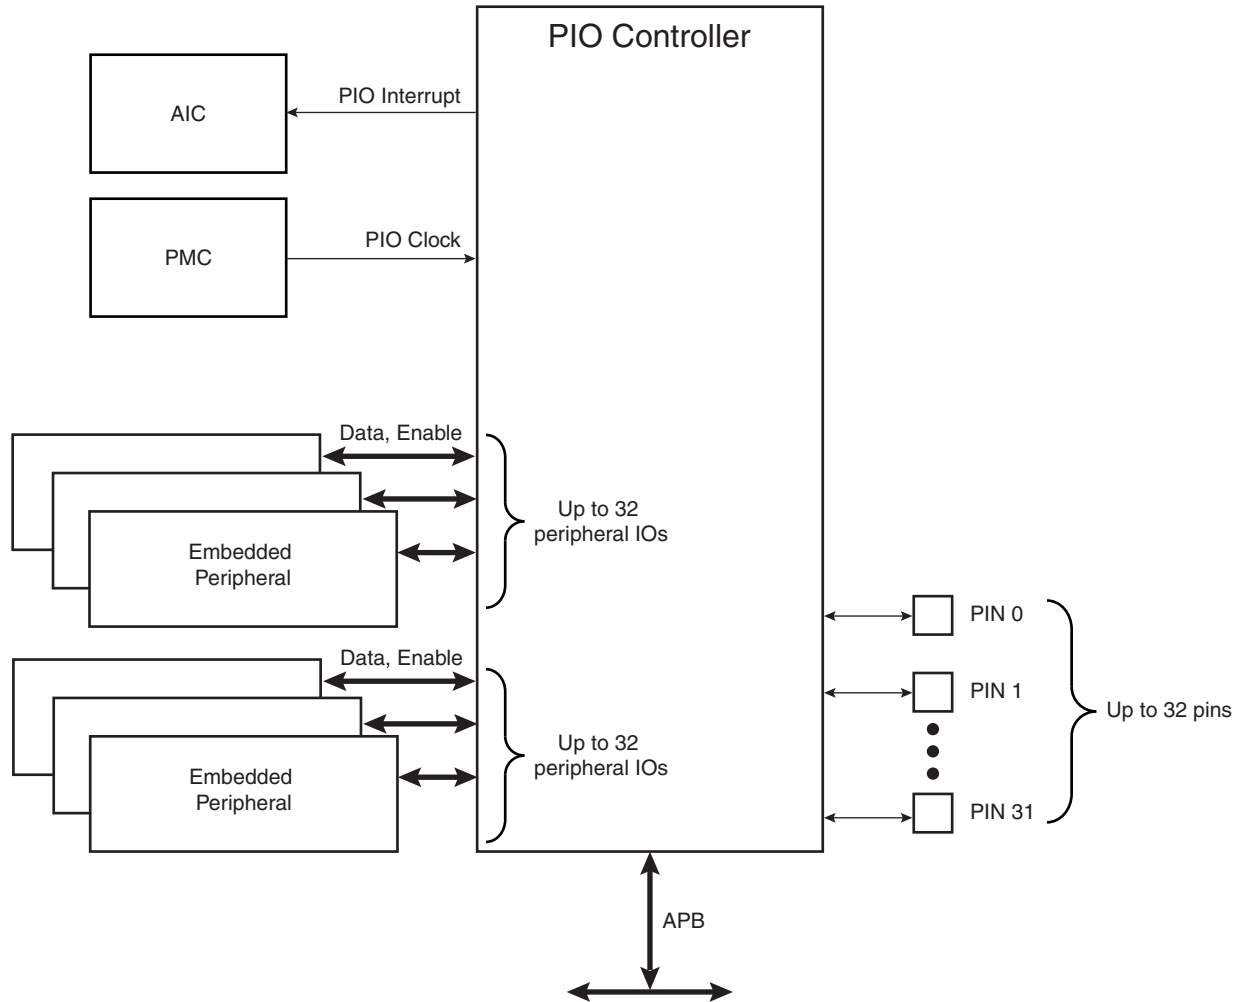 PIO Controller
PIO Interrupt
AIC
PIO Clock
PMC
Data, Enable
Up to 32
peripheral IOs
Embedded
Peripheral
PIN 0
Data, Enable
PIN 1
Up to 32 pins
Up to 32
peripheral IOs
Embedded
Peripheral
PIN 31
APB